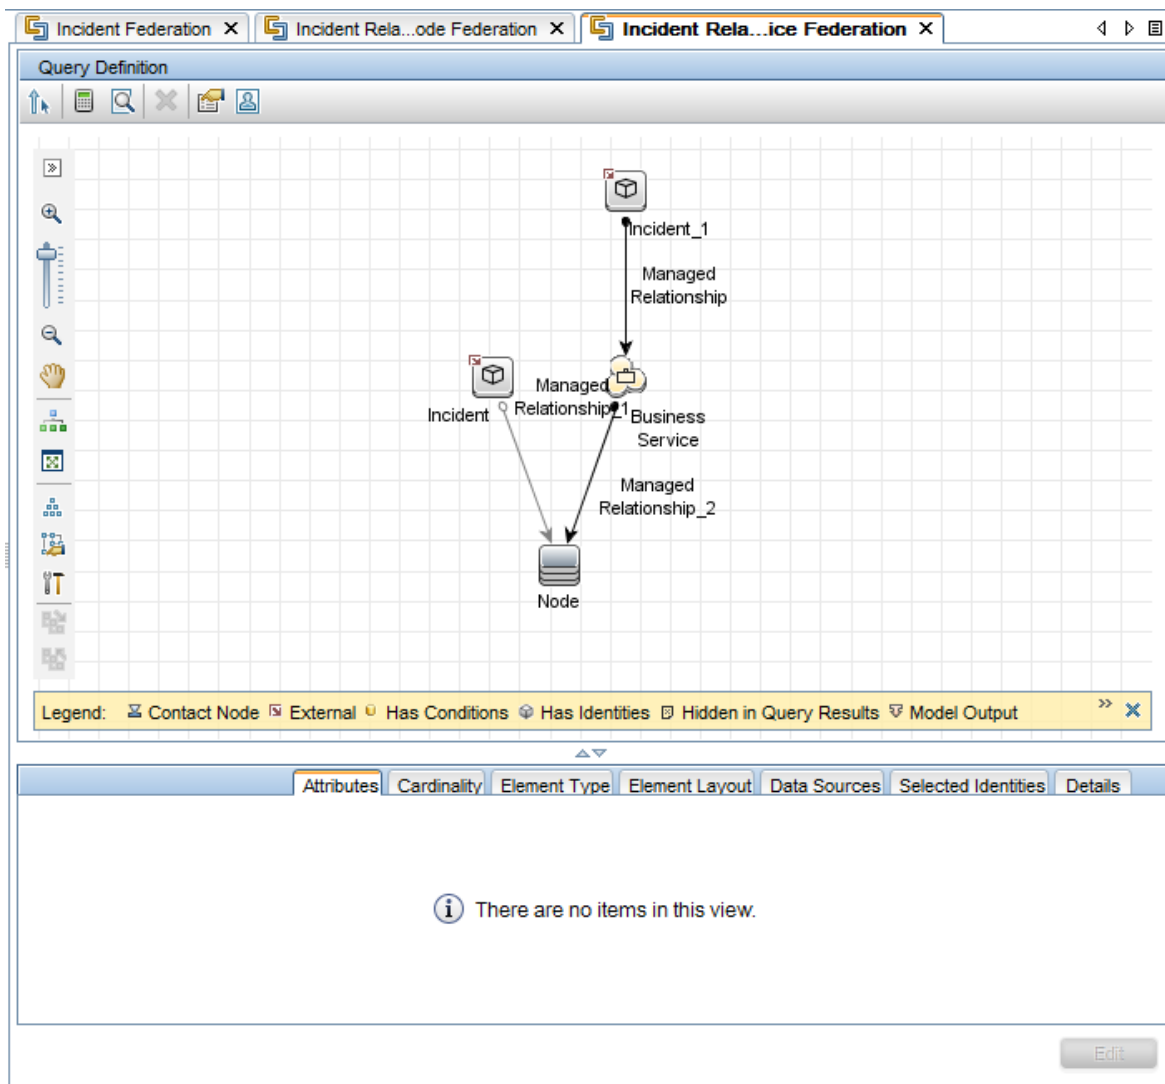 Incident Federation X Incident Rela...ode Federation X Incident Rela...ice Federation X
Query Definition
Incident_1
Managed
Relationship
Managed
Relationship_1
Incident
Business
Service
Managed
Relationship_2
Node
Legend: Contact Node External Has Conditions Has Identities Hidden in Query Results Model Output
Attributes Cardinality Element Type Element Layout Data Sources Selected Identities Details
There are no items in this view.
Edit